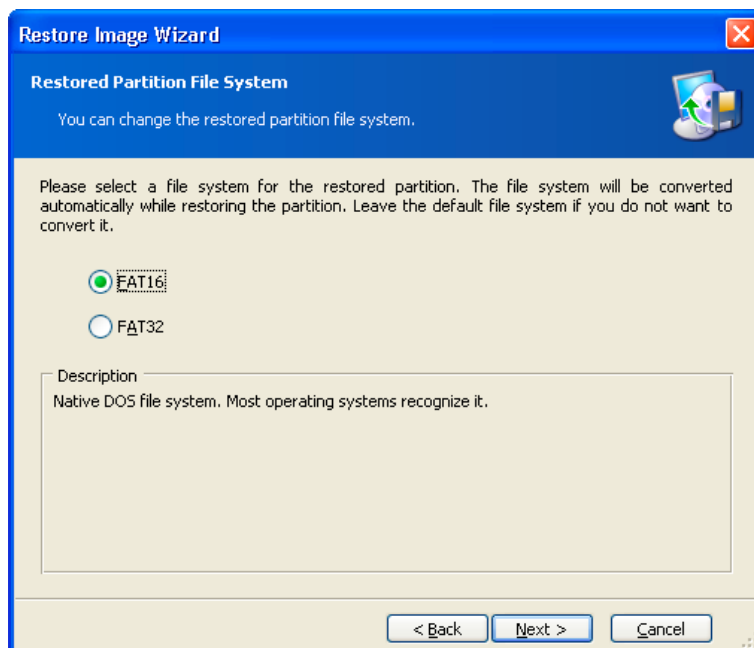 Restore Image Wizard
Restored Partition File System
You can change the restored partition file system.
Please select a file system for the restored partition. The file system will be converted
automatically while restoring the partition. Leave the default file system if you do not want to
convert it.
FAT16
FAT32
Description
Native DOS file system. Most operating systems recognize it.
< Back
Next >
Cancel